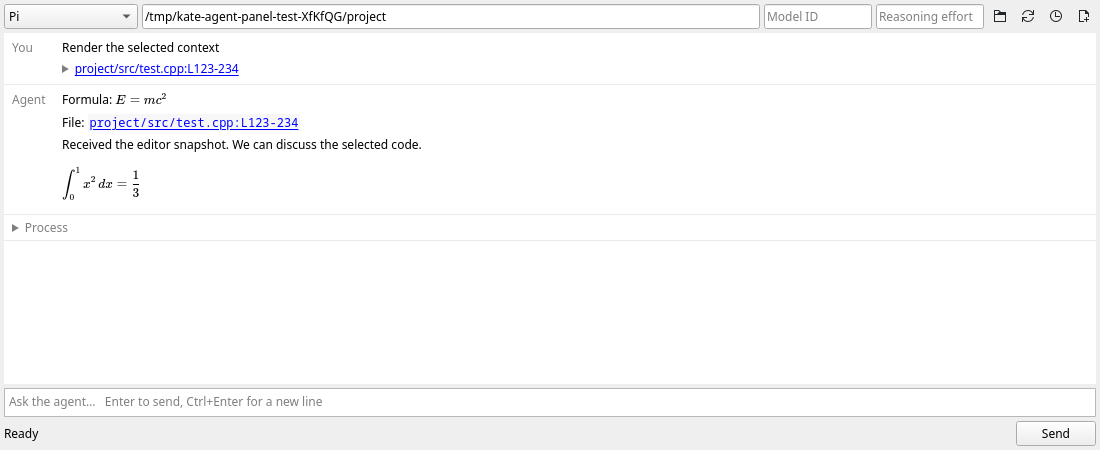 Pi
/tmp/kate-agent-panel-test-XfKfQG/project
Model ID
Reasoning effort
You
Render the selected context
project/src/test.cpp:L123-234
Agent
Formula: E = mc²
File: project/src/test.cpp:L123-234
Received the editor snapshot. We can discuss the selected code.
∫₀¹ x² dx = 1/3
Process
Ask the agent... Enter to send, Ctrl+Enter for a new line
Ready
Send